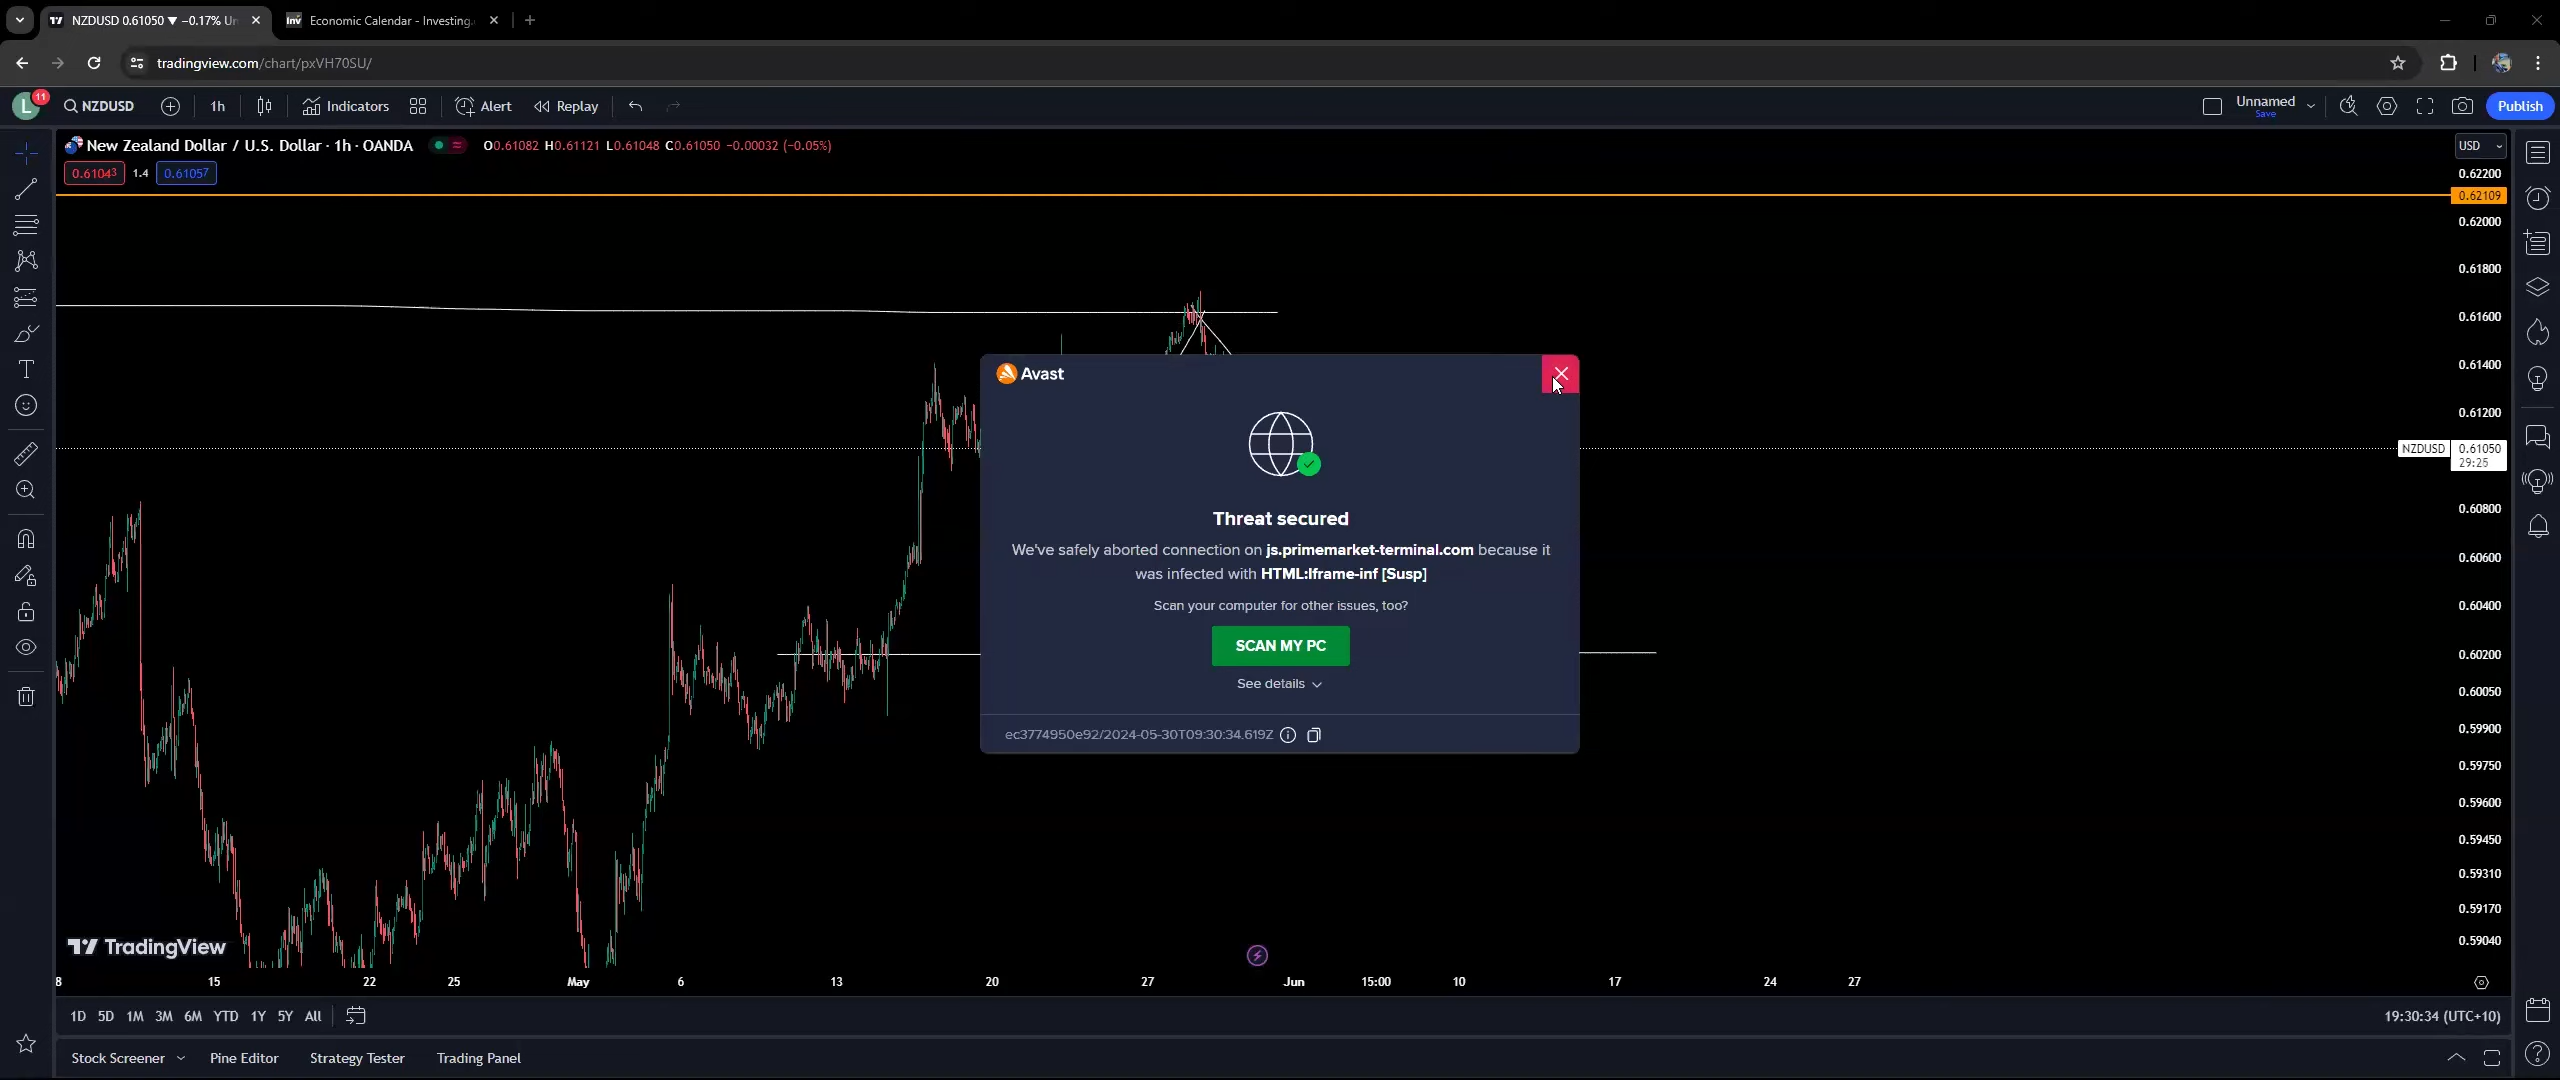 NZDUSD 0.61050 ▼ −0.17% Un
Economic Calendar - Investing.
tradingview.com/chart/pxVH70SU/
L
11
NZDUSD
1h
Indicators
Alert
Replay
Unnamed
Save
Publish
New Zealand Dollar / U.S. Dollar · 1h · OANDA
O0.61082 H0.61121 L0.61048 C0.61050 −0.00032 (−0.05%)
0.61043
1.4
0.61057
USD
0.62200
0.62109
0.62000
0.61800
0.61600
0.61400
0.61200
NZDUSD
0.61050
29:25
0.60800
0.60600
0.60400
0.60200
0.60050
0.59900
0.59750
0.59600
0.59450
0.59310
0.59170
0.59040
Avast
Threat secured
We've safely aborted connection on js.primemarket-terminal.com because it
was infected with HTML:Iframe-inf [Susp]
Scan your computer for other issues, too?
SCAN MY PC
See details
ec3774950e92/2024-05-30T09:30:34.619Z
TradingView
8 15 22 25 May 6 13 20 27 Jun 15:00 10 17 24 27
1D 5D 1M 3M 6M YTD 1Y 5Y All
19:30:34 (UTC+10)
Stock Screener
Pine Editor
Strategy Tester
Trading Panel